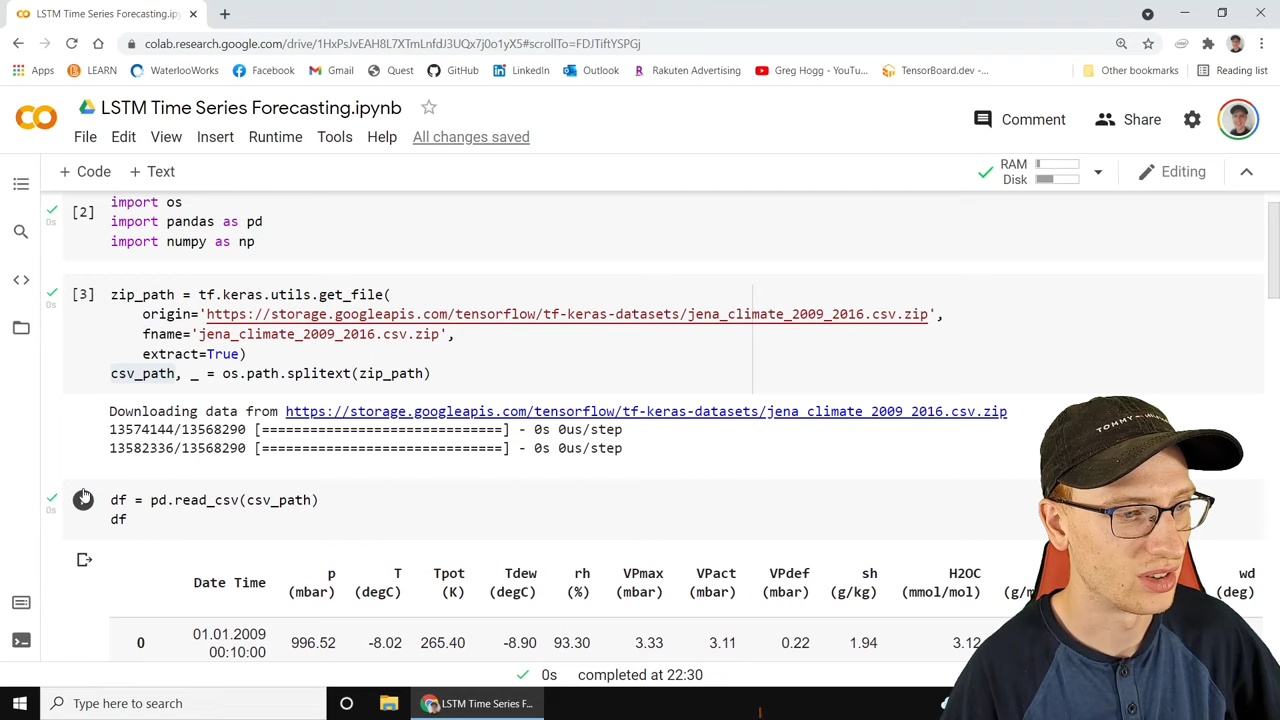 LSTM Time Series Forecasting.ipynb
colab.research.google.com/drive/1HxPsJvEAH8L7XTmLnfdJ3UQx7j0o1yX5#scrollTo=FDJTiftYSPGj
Apps LEARN WaterlooWorks Facebook Gmail Quest GitHub LinkedIn Outlook Rakuten Advertising Greg Hogg - YouTu... TensorBoard.dev -... Other bookmarks Reading list
LSTM Time Series Forecasting.ipynb
Comment Share
File Edit View Insert Runtime Tools Help All changes saved
+ Code + Text RAM Disk Editing
[2] import os
import pandas as pd
import numpy as np
0s
[3] zip_path = tf.keras.utils.get_file(
0s
origin='https://storage.googleapis.com/tensorflow/tf-keras-datasets/jena_climate_2009_2016.csv.zip',
fname='jena_climate_2009_2016.csv.zip',
extract=True)
csv_path, _ = os.path.splitext(zip_path)
Downloading data from https://storage.googleapis.com/tensorflow/tf-keras-datasets/jena_climate_2009_2016.csv.zip
13574144/13568290 [==============================] - 0s 0us/step
13582336/13568290 [==============================] - 0s 0us/step
df = pd.read_csv(csv_path)
0s
df
Date Time p (mbar) T (degC) Tpot (K) Tdew (degC) rh (%) VPmax (mbar) VPact (mbar) VPdef (mbar) sh (g/kg) H2OC (mmol/mol) wd (deg)
0 01.01.2009 00:10:00 996.52 -8.02 265.40 -8.90 93.30 3.33 3.11 0.22 1.94 3.12
0s completed at 22:30
Type here to search LSTM Time Series F...
TOMMY